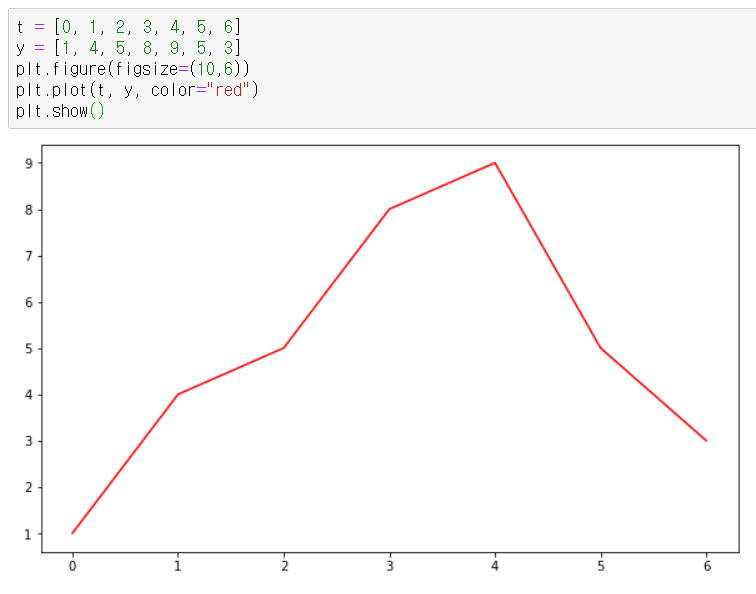 t = [0, 1, 2, 3, 4, 5, 6]
y = [1, 4, 5, 8, 9, 5, 3]
plt.figure(figsize=(10,6))
plt.plot(t, y, color="red")
plt.show()
9
8
7
6
5
4
3
2
1
0 1 2 3 4 5 6